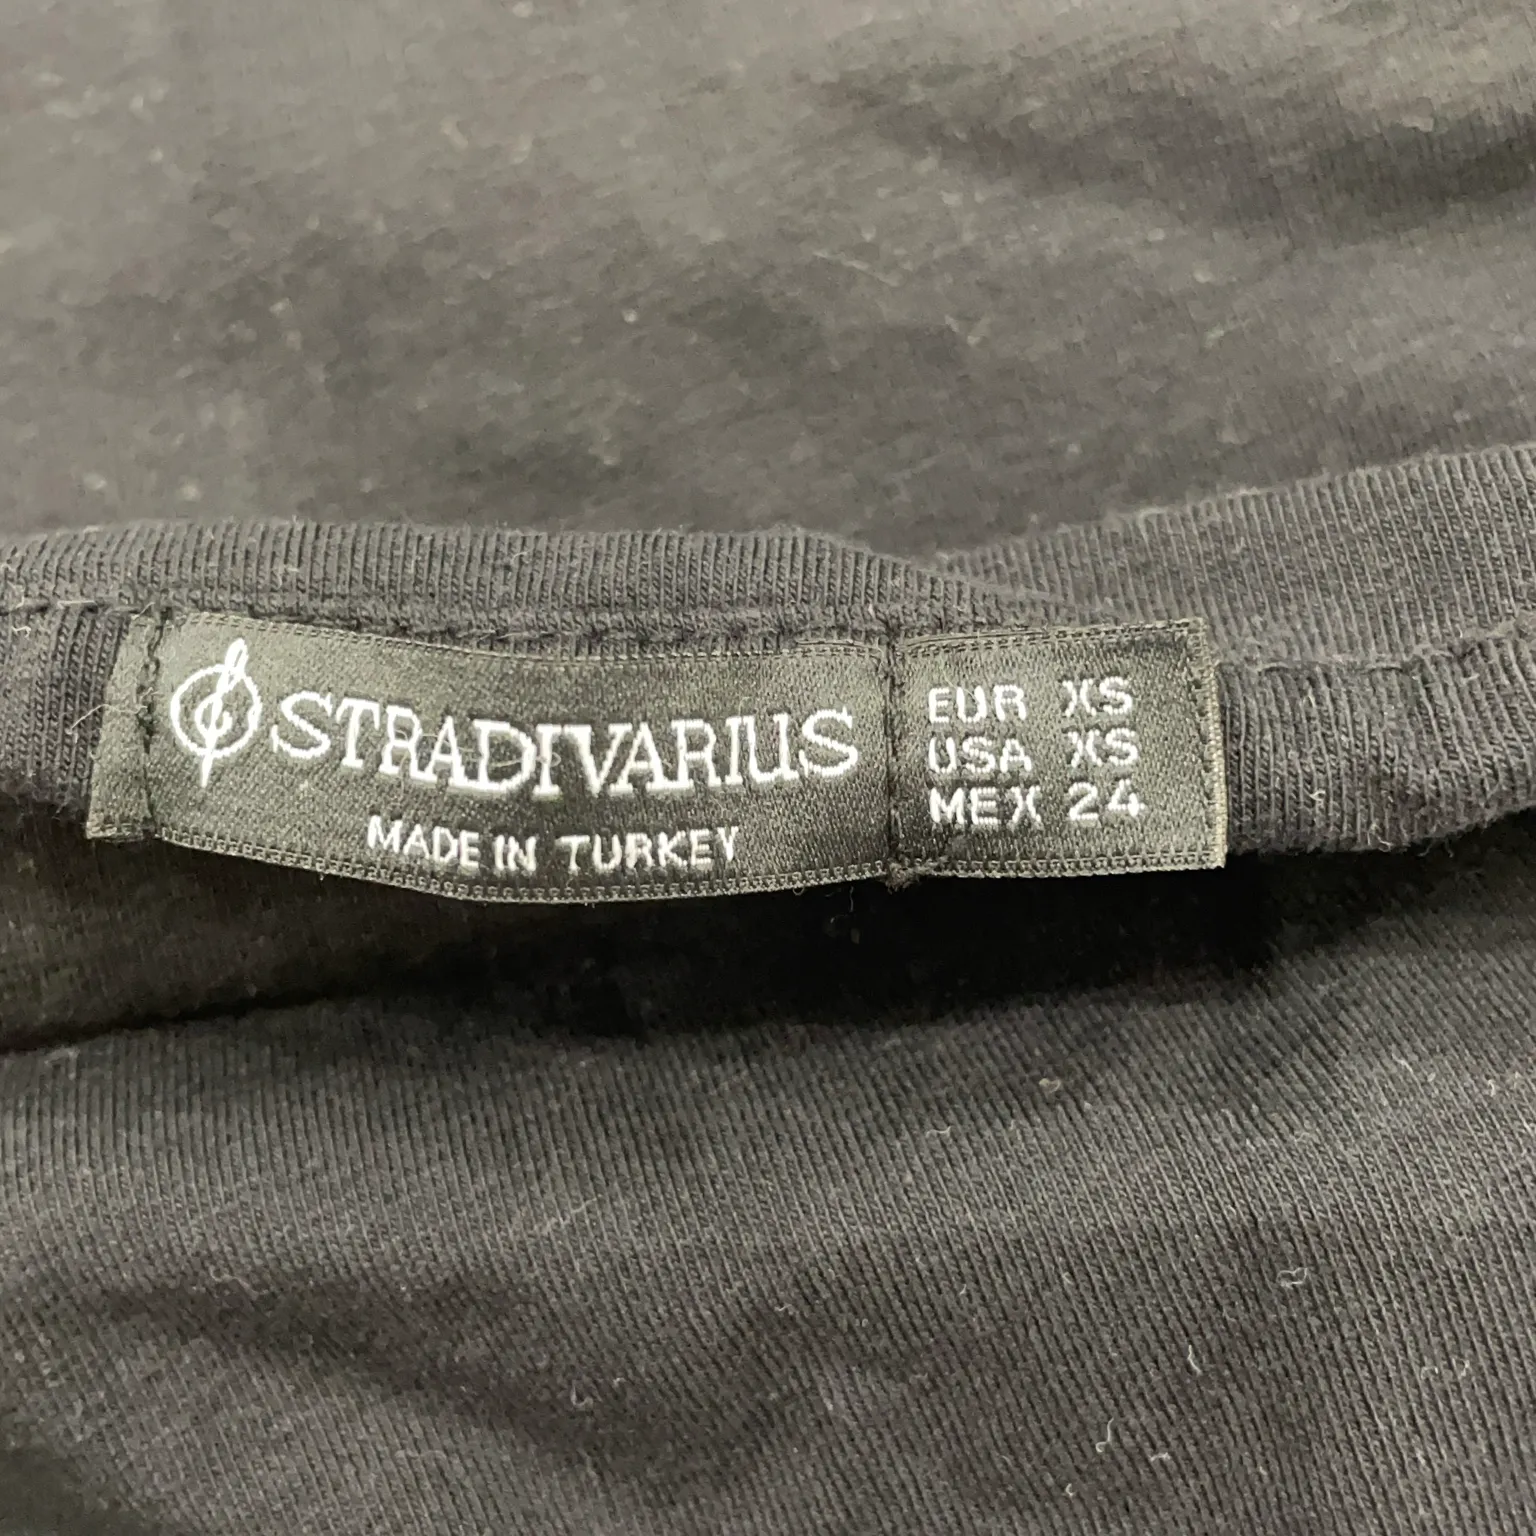 STRADIVARIUS
MADE IN TURKEY
EUR XS
USA XS
MEX 24